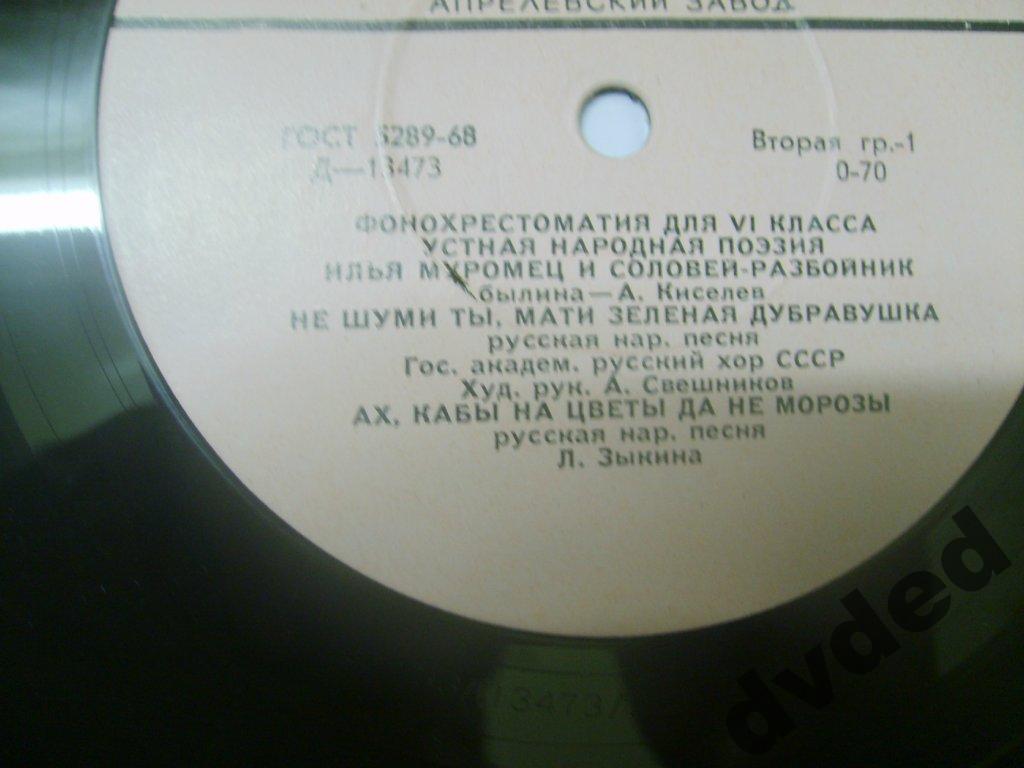 АПРЕЛЕВСКИЙ ЗАВОД
ГОСТ 5289-68
Д—13473
Вторая гр.-1
0-70
ФОНОХРЕСТОМАТИЯ ДЛЯ VI КЛАССА
УСТНАЯ НАРОДНАЯ ПОЭЗИЯ
ИЛЬЯ МУРОМЕЦ И СОЛОВЕЙ-РАЗБОЙНИК
былина—А. Киселев
НЕ ШУМИ ТЫ, МАТИ ЗЕЛЕНАЯ ДУБРАВУШКА
русская нар. песня
Гос. академ. русский хор СССР
Худ. рук. А. Свешников
АХ, КАБЫ НА ЦВЕТЫ ДА НЕ МОРОЗЫ
русская нар. песня
Л. Зыкина
dvded